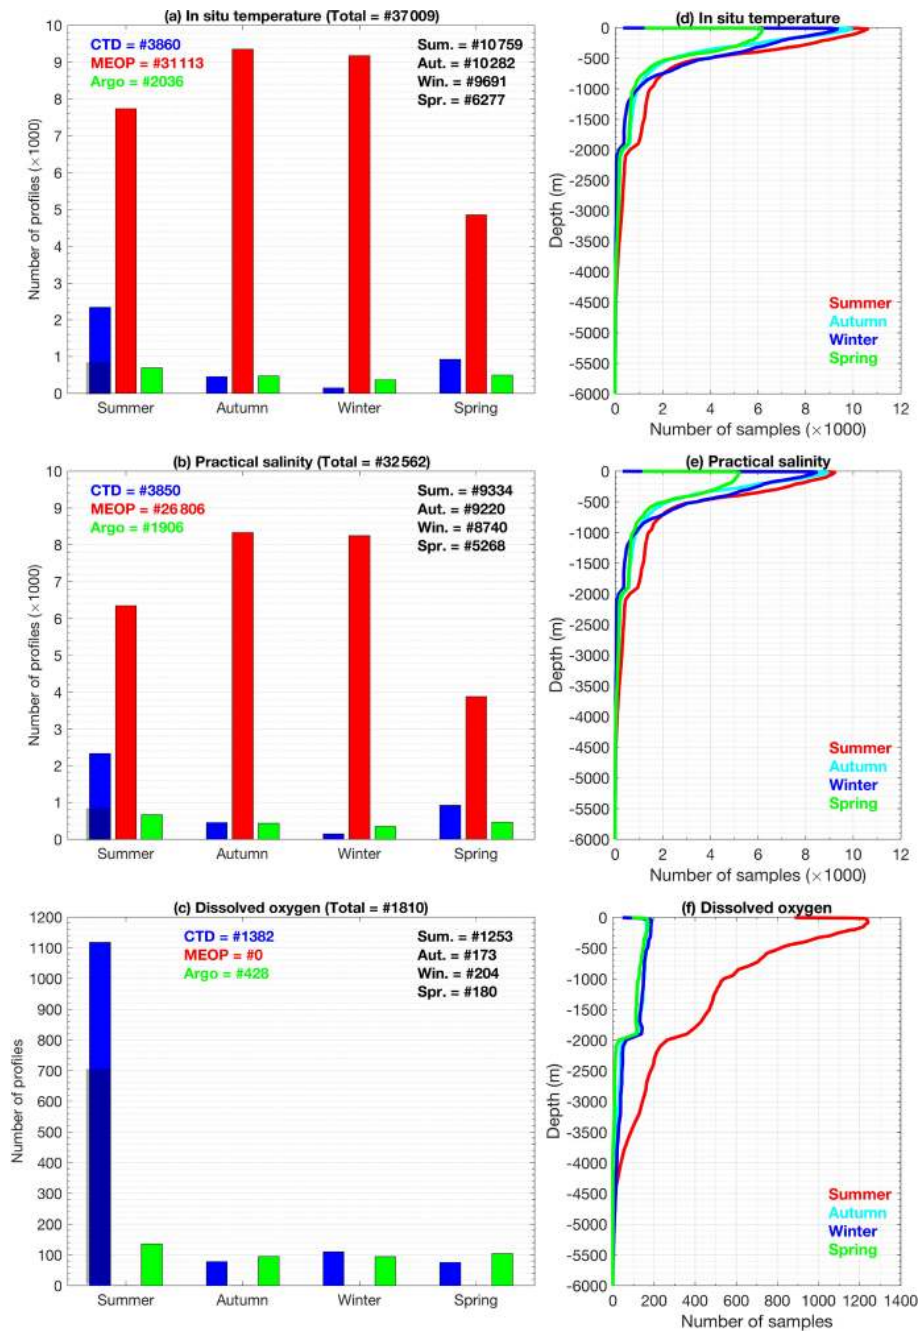 (a) In situ temperature (Total = #37009)
CTD = #3860
MEOP = #31113
Argo = #2036
Sum. = #10759
Aut. = #10282
Win. = #9691
Spr. = #6277
Number of profiles (×1000)
10
9
8
7
6
5
4
3
2
1
0
Summer Autumn Winter Spring
(d) In situ temperature
Depth (m)
0
-500
-1000
-1500
-2000
-2500
-3000
-3500
-4000
-4500
-5000
-5500
-6000
Summer
Autumn
Winter
Spring
0 2 4 6 8 10 12
Number of samples (×1000)
(b) Practical salinity (Total = #32562)
CTD = #3850
MEOP = #26806
Argo = #1906
Sum. = #9334
Aut. = #9220
Win. = #8740
Spr. = #5268
Number of profiles (×1000)
10
9
8
7
6
5
4
3
2
1
0
Summer Autumn Winter Spring
(e) Practical salinity
Depth (m)
0
-500
-1000
-1500
-2000
-2500
-3000
-3500
-4000
-4500
-5000
-5500
-6000
Summer
Autumn
Winter
Spring
0 2 4 6 8 10 12
Number of samples (×1000)
(c) Dissolved oxygen (Total = #1810)
CTD = #1382
MEOP = #0
Argo = #428
Sum. = #1253
Aut. = #173
Win. = #204
Spr. = #180
Number of profiles
1200
1100
1000
900
800
700
600
500
400
300
200
100
0
Summer Autumn Winter Spring
(f) Dissolved oxygen
Depth (m)
0
-500
-1000
-1500
-2000
-2500
-3000
-3500
-4000
-4500
-5000
-5500
-6000
Summer
Autumn
Winter
Spring
0 200 400 600 800 1000 1200 1400
Number of samples